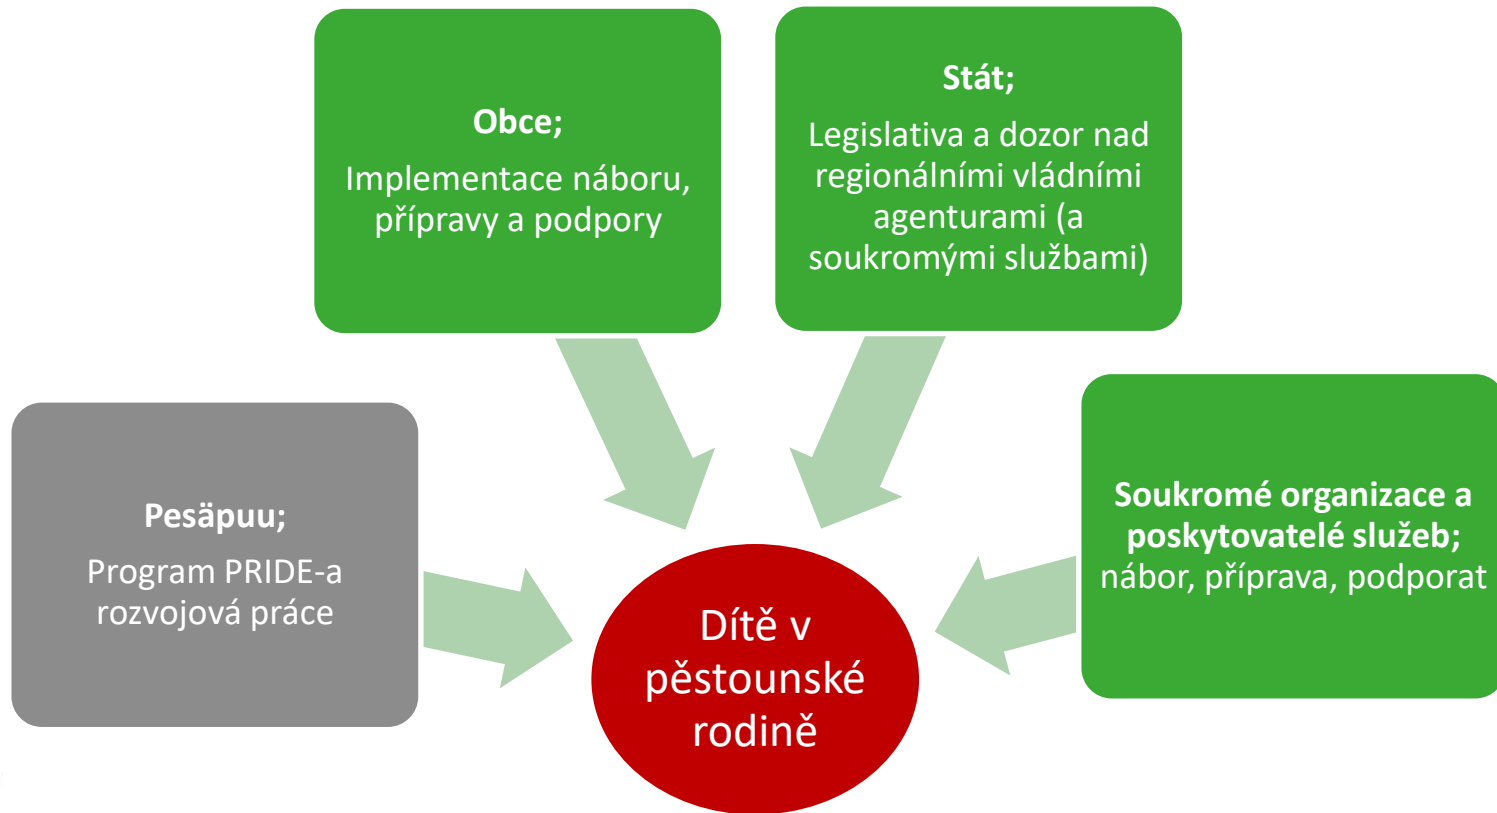 Obce;
Implementace náboru,
přípravy a podpory
Stát;
Legislativa a dozor nad
regionálními vládními
agenturami (a
soukromými službami)
Pesäpuu;
Program PRIDE-a
rozvojová práce
Soukromé organizace a
poskytovatelé služeb;
nábor, příprava, podporat
Dítě v
pěstounské
rodině